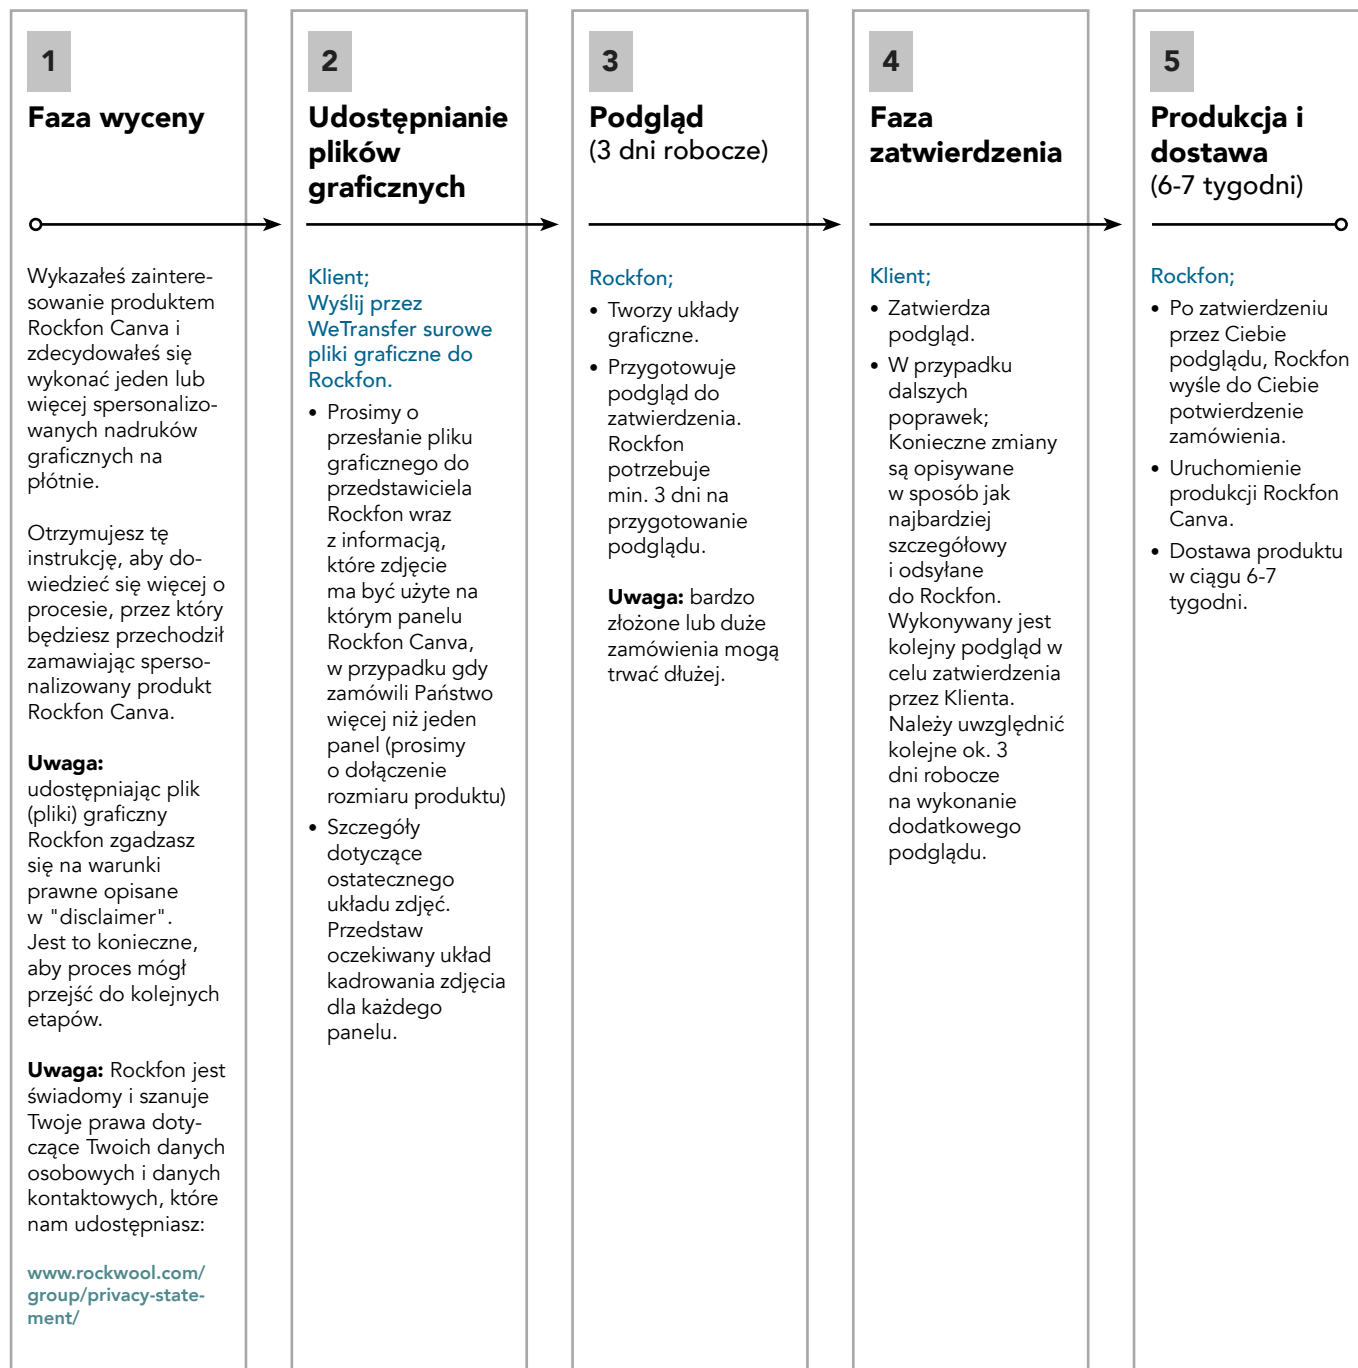 1
Faza wyceny
Wykazałeś zaintere-
sowanie produktem
Rockfon Canva i
zdecydowałeś się
wykonać jeden lub
więcej spersonalizo-
wanych nadruków
graficznych na
płótnie.
Otrzymujesz tę
instrukcję, aby do-
wiedzieć się więcej o
procesie, przez który
będziesz przechodził
zamawiając sperso-
nalizowany produkt
Rockfon Canva.
Uwaga:
udostępniając plik
(pliki) graficzny
Rockfon zgadzasz
się na warunki
prawne opisane
w "disclaimer".
Jest to konieczne,
aby proces mógł
przejść do kolejnych
etapów.
Uwaga: Rockfon jest
świadomy i szanuje
Twoje prawa doty-
czące Twoich danych
osobowych i danych
kontaktowych, które
nam udostępniasz:
www.rockwool.com/
group/privacy-state-
ment/
2
Udostępnianie
plików
graficznych
Klient;
Wyślij przez
WeTransfer surowe
pliki graficzne do
Rockfon.
• Prosimy o
przesłanie pliku
graficznego do
przedstawiciela
Rockfon wraz
z informacją,
które zdjęcie
ma być użyte na
którym panelu
Rockfon Canva,
w przypadku gdy
zamówili Państwo
więcej niż jeden
panel (prosimy
o dołączenie
rozmiaru produktu)
• Szczegóły
dotyczące
ostatecznego
układu zdjęć.
Przedstaw
oczekiwany układ
kadrowania zdjęcia
dla każdego
panelu.
3
Podgląd
(3 dni robocze)
Rockfon;
• Tworzy układy
graficzne.
• Przygotowuje
podgląd do
zatwierdzenia.
Rockfon
potrzebuje
min. 3 dni na
przygotowanie
podglądu.
Uwaga: bardzo
złożone lub duże
zamówienia mogą
trwać dłużej.
4
Faza
zatwierdzenia
Klient;
• Zatwierdza
podgląd.
• W przypadku
dalszych
poprawek;
Konieczne zmiany
są opisywane
w sposób jak
najbardziej
szczegółowy
i odsyłane
do Rockfon.
Wykonywany jest
kolejny podgląd w
celu zatwierdzenia
przez Klienta.
Należy uwzględnić
kolejne ok. 3
dni robocze
na wykonanie
dodatkowego
podglądu.
5
Produkcja i
dostawa
(6-7 tygodni)
Rockfon;
• Po zatwierdzeniu
przez Ciebie
podglądu, Rockfon
wyśle do Ciebie
potwierdzenie
zamówienia.
• Uruchomienie
produkcji Rockfon
Canva.
• Dostawa produktu
w ciągu 6-7
tygodni.